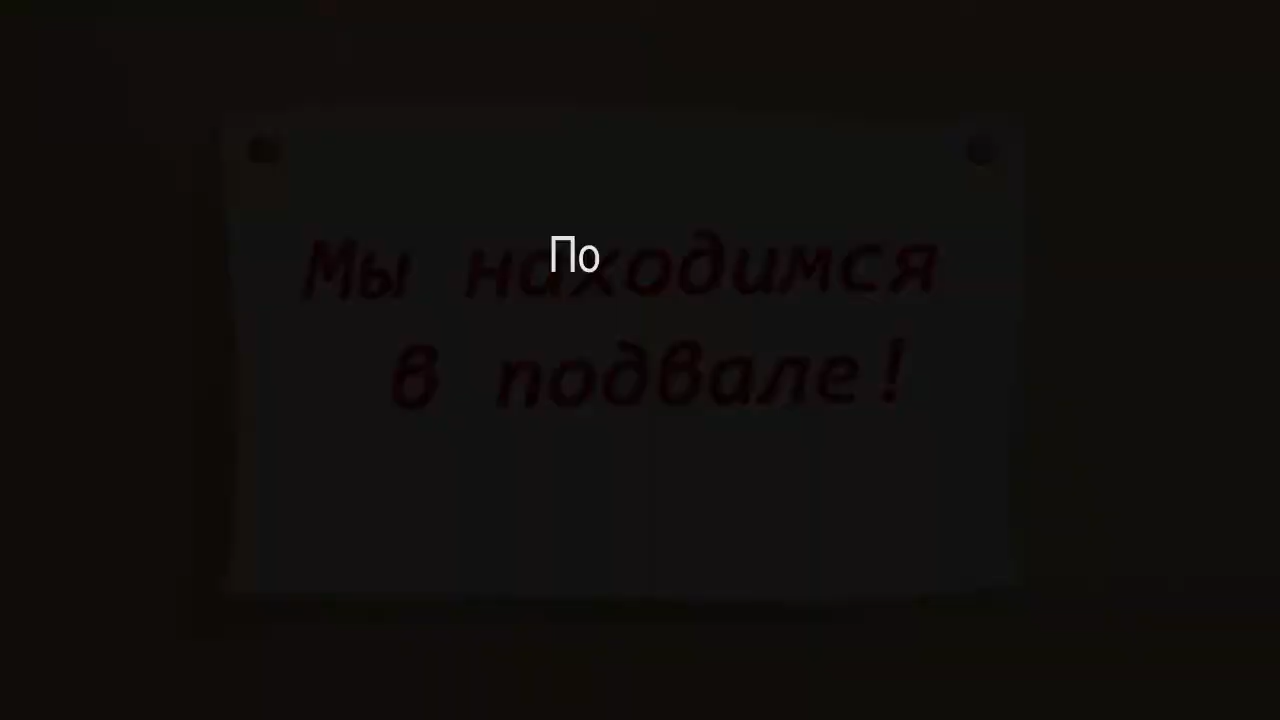 По
Мы находимся
в подвале!